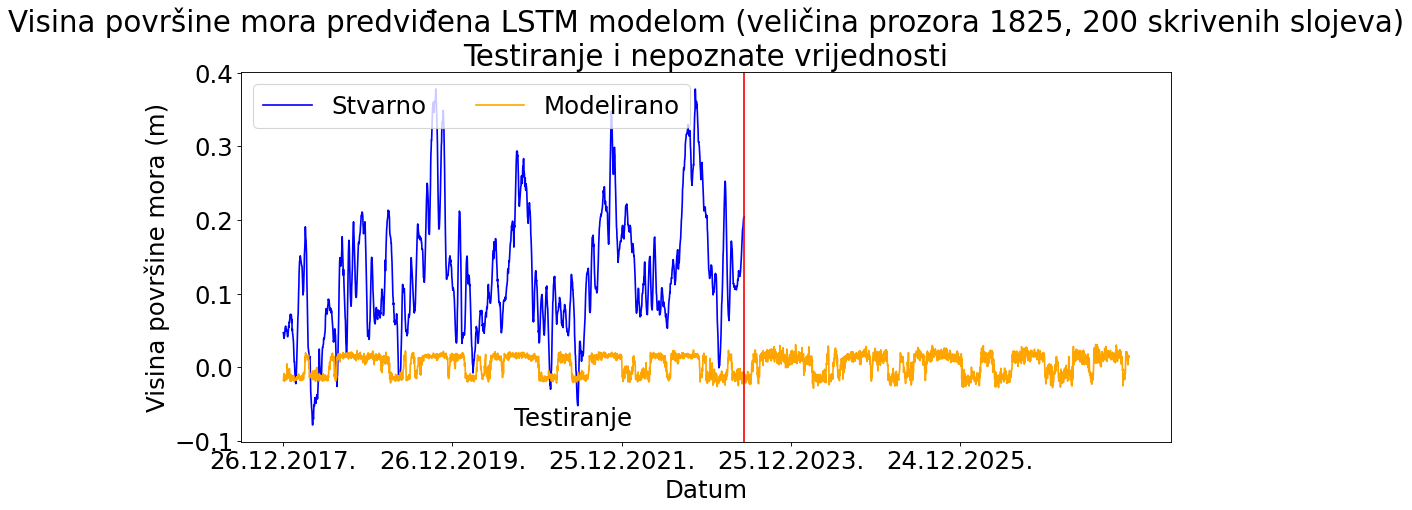 Visina površine mora predviđena LSTM modelom (veličina prozora 1825, 200 skrivenih slojeva)
Testiranje i nepoznate vrijednosti
Stvarno
Modelirano
Visina površine mora (m)
0.4
0.3
0.2
0.1
0.0
−0.1
Testiranje
26.12.2017.
26.12.2019.
25.12.2021.
25.12.2023.
24.12.2025.
Datum